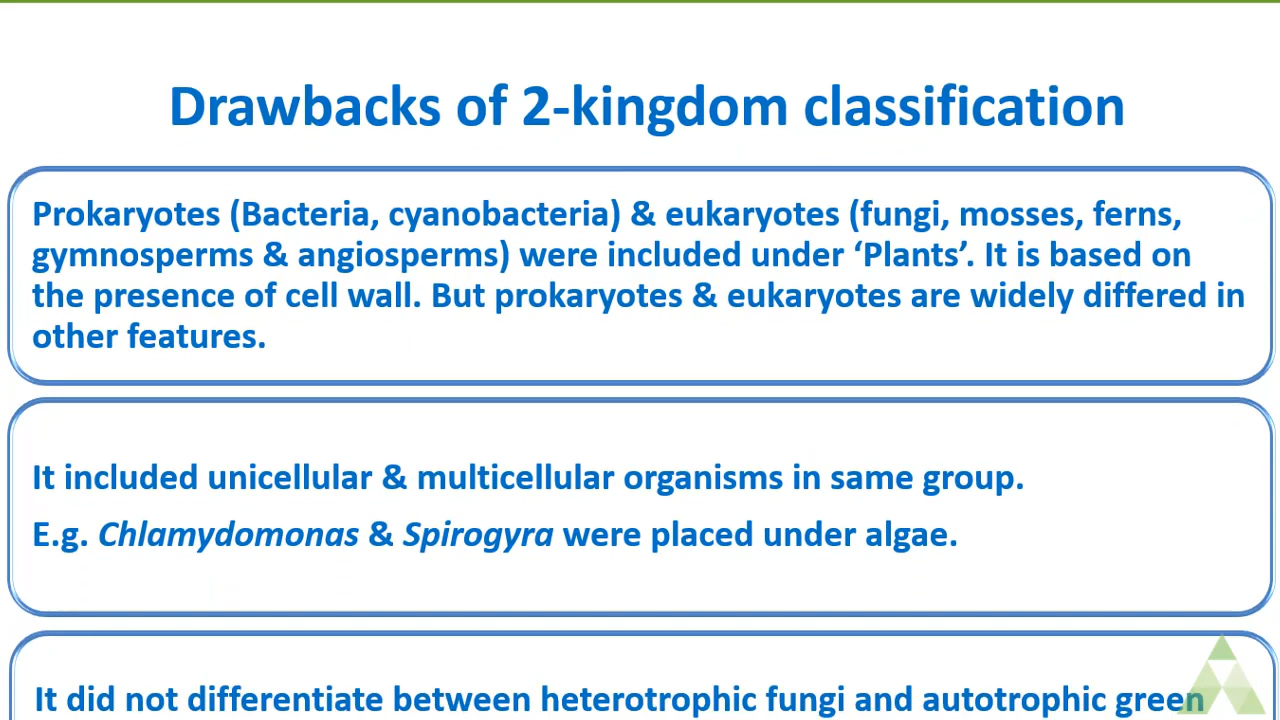 Drawbacks of 2-kingdom classification
Prokaryotes (Bacteria, cyanobacteria) & eukaryotes (fungi, mosses, ferns,
gymnosperms & angiosperms) were included under ‘Plants’. It is based on
the presence of cell wall. But prokaryotes & eukaryotes are widely differed in
other features.
It included unicellular & multicellular organisms in same group.
E.g. Chlamydomonas & Spirogyra were placed under algae.
It did not differentiate between heterotrophic fungi and autotrophic green